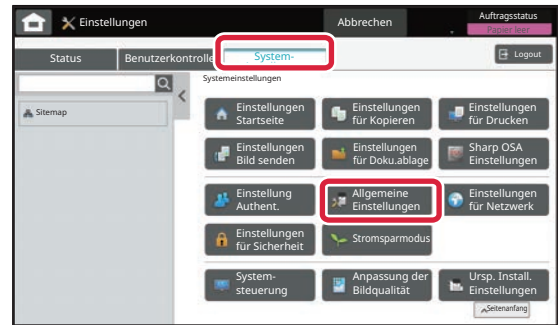 Einstellungen
Abbrechen
Auftragsstatus
Papier leer
Status
Benutzerkontrolle
System-
Logout
Systemeinstellungen
Sitemap
Einstellungen
Startseite
Einstellungen
für Kopieren
Einstellungen
für Drucken
Einstellungen
Bild senden
Einstellungen
für Doku.ablage
Sharp OSA
Einstellungen
Einstellung
Authent.
Allgemeine
Einstellungen
Einstellungen
für Netzwerk
Einstellungen
für Sicherheit
Stromsparmodus
System-
steuerung
Anpassung der
Bildqualität
Ursp. Install.
Einstellungen
Seitenanfang